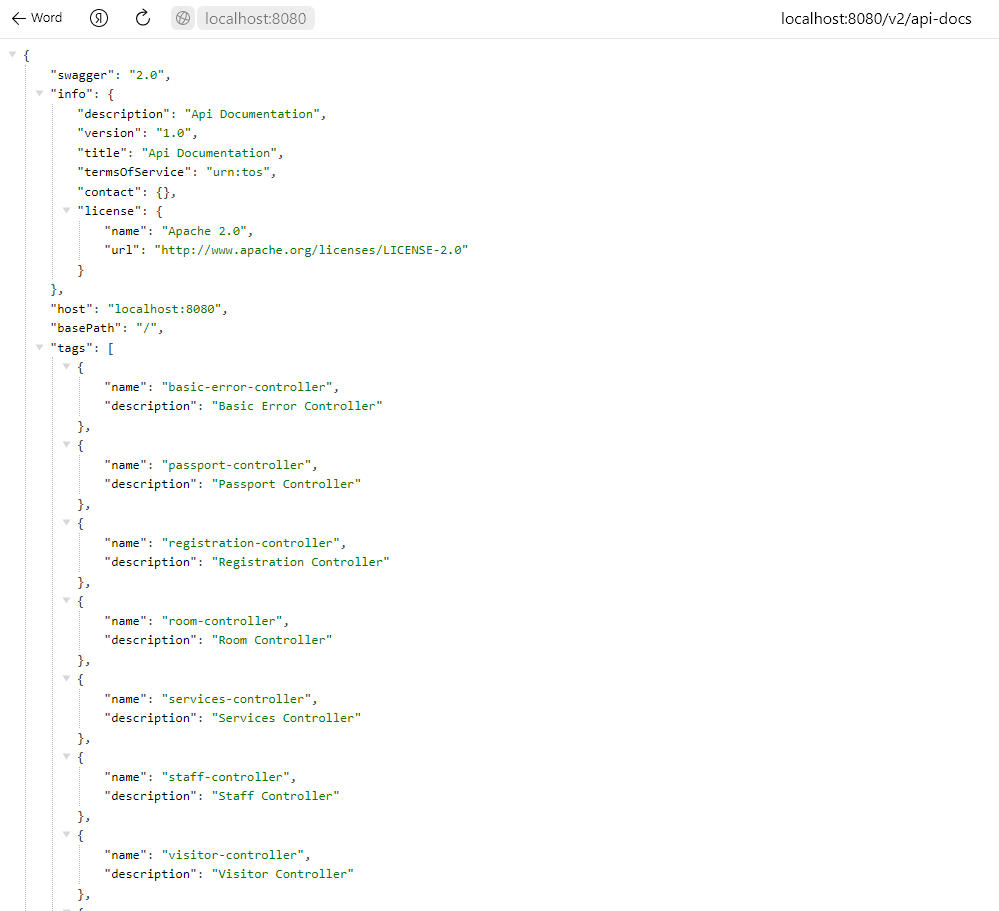 Word Я localhost:8080 localhost:8080/v2/api-docs
{
"swagger": "2.0",
"info": {
"description": "Api Documentation",
"version": "1.0",
"title": "Api Documentation",
"termsOfService": "urn:tos",
"contact": {},
"license": {
"name": "Apache 2.0",
"url": "http://www.apache.org/licenses/LICENSE-2.0"
}
},
"host": "localhost:8080",
"basePath": "/",
"tags": [
{
"name": "basic-error-controller",
"description": "Basic Error Controller"
},
{
"name": "passport-controller",
"description": "Passport Controller"
},
{
"name": "registration-controller",
"description": "Registration Controller"
},
{
"name": "room-controller",
"description": "Room Controller"
},
{
"name": "services-controller",
"description": "Services Controller"
},
{
"name": "staff-controller",
"description": "Staff Controller"
},
{
"name": "visitor-controller",
"description": "Visitor Controller"
},
{